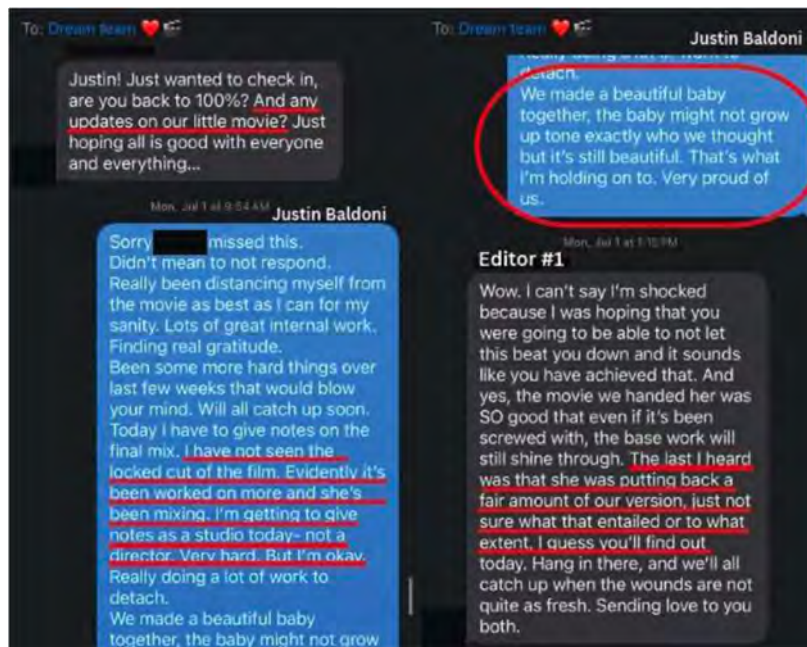 To: Dream team ❤️🎬
Justin! Just wanted to check in,
are you back to 100%? And any
updates on our little movie? Just
hoping all is good with everyone
and everything...
Mon, Jul 1 at 9:54 AM
Justin Baldoni
Sorry missed this.
Didn't mean to not respond.
Really been distancing myself from
the movie as best as I can for my
sanity. Lots of great internal work.
Finding real gratitude.
Been some more hard things over
last few weeks that would blow
your mind. Will all catch up soon.
Today I have to give notes on the
final mix. I have not seen the
locked cut of the film. Evidently it's
been worked on more and she's
been mixing. I'm getting to give
notes as a studio today- not a
director. Very hard. But I'm okay.
Really doing a lot of work to
detach.
We made a beautiful baby
together, the baby might not grow
To: Dream team ❤️🎬
Justin Baldoni
Really doing a lot of work to
detach.
We made a beautiful baby
together, the baby might not grow
up tone exactly who we thought
but it's still beautiful. That's what
I'm holding on to. Very proud of
us.
Mon, Jul 1 at 1:15 PM
Editor #1
Wow. I can't say I'm shocked
because I was hoping that you
were going to be able to not let
this beat you down and it sounds
like you have achieved that. And
yes, the movie we handed her was
SO good that even if it's been
screwed with, the base work will
still shine through. The last I heard
was that she was putting back a
fair amount of our version, just not
sure what that entailed or to what
extent. I guess you'll find out
today. Hang in there, and we'll all
catch up when the wounds are not
quite as fresh. Sending love to you
both.